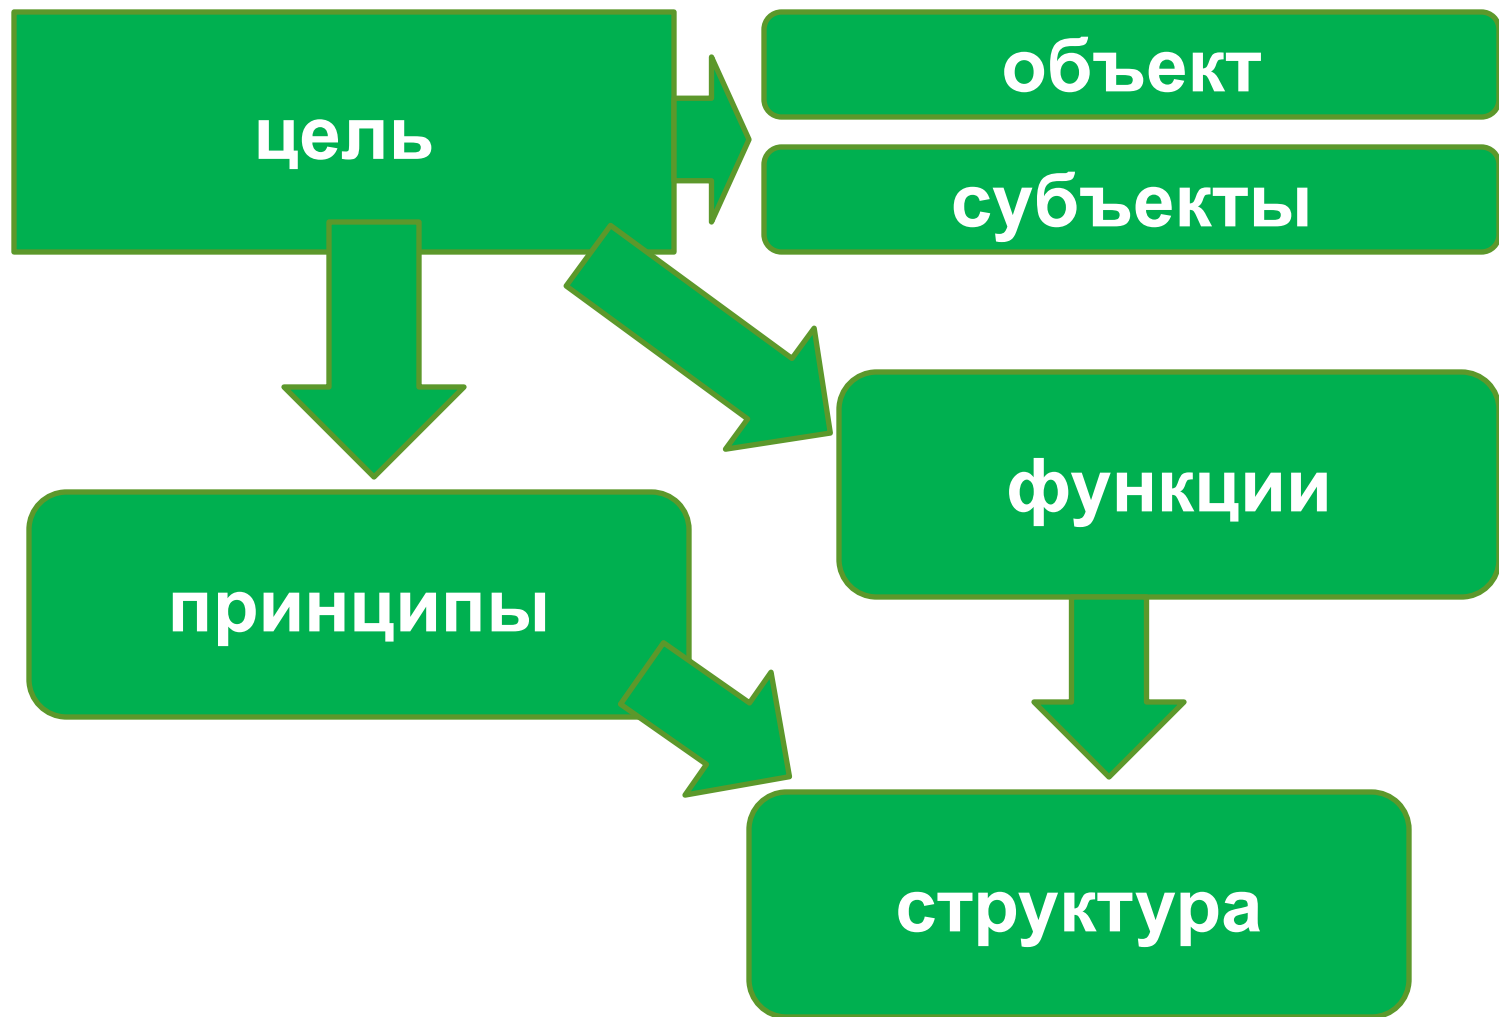 объект
цель
субъекты
функции
принципы
структура